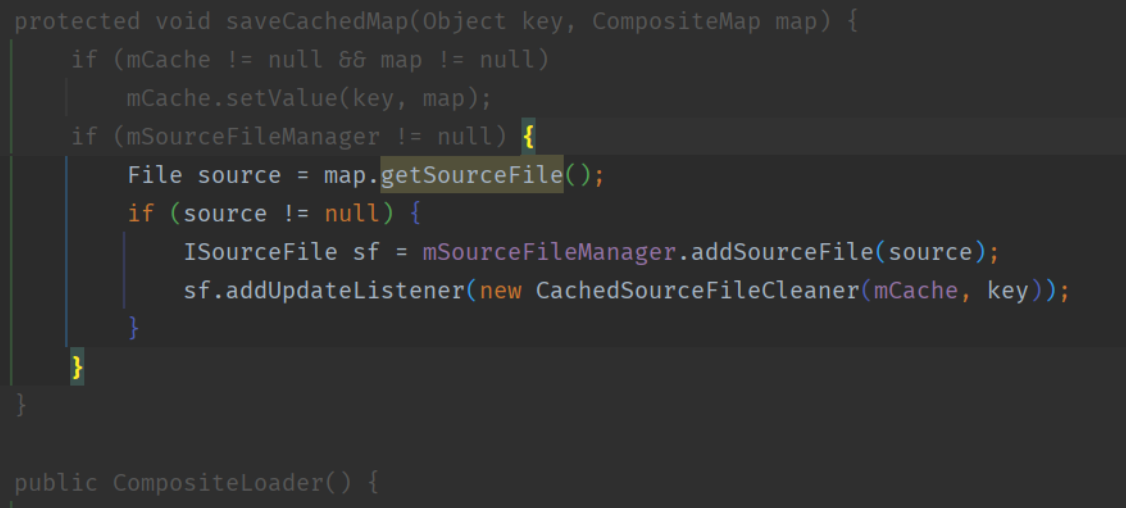 protected void saveCachedMap(Object key, CompositeMap map) {
    if (mCache != null && map != null)
        mCache.setValue(key, map);
    if (mSourceFileManager != null) {
        File source = map.getSourceFile();
        if (source != null) {
            ISourceFile sf = mSourceFileManager.addSourceFile(source);
            sf.addUpdateListener(new CachedSourceFileCleaner(mCache, key));
        }
    }
}
public CompositeLoader() {